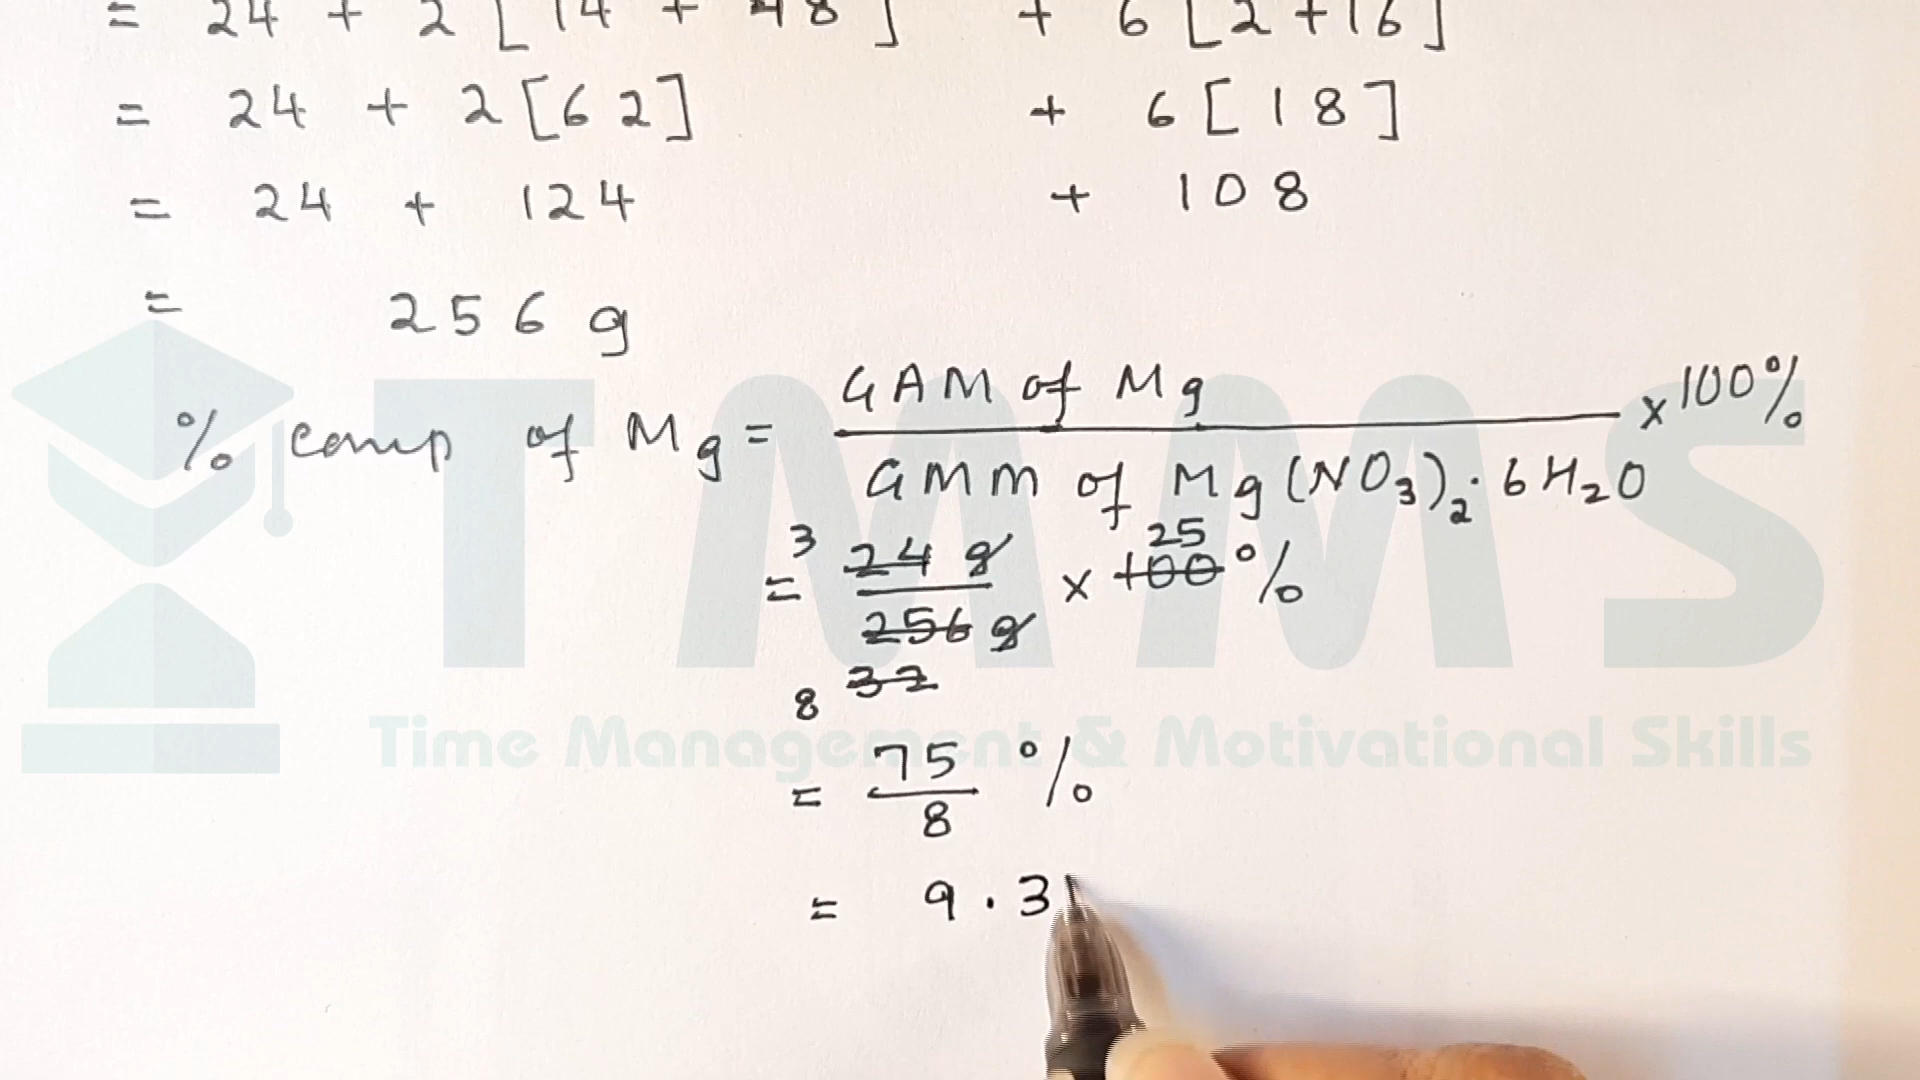 = 24 + 2 [14 + 48] + 6 [2 + 16]
= 24 + 2 [62] + 6 [18]
= 24 + 124 + 108
= 256 g
% comp of Mg = GAM of Mg × 100%
GMM of Mg(NO₃)₂·6H₂O
3 25
= 24 g × 100 %
256 g
8 32
= 75 %
8
= 9.3
TMMS
Time Management & Motivational Skills